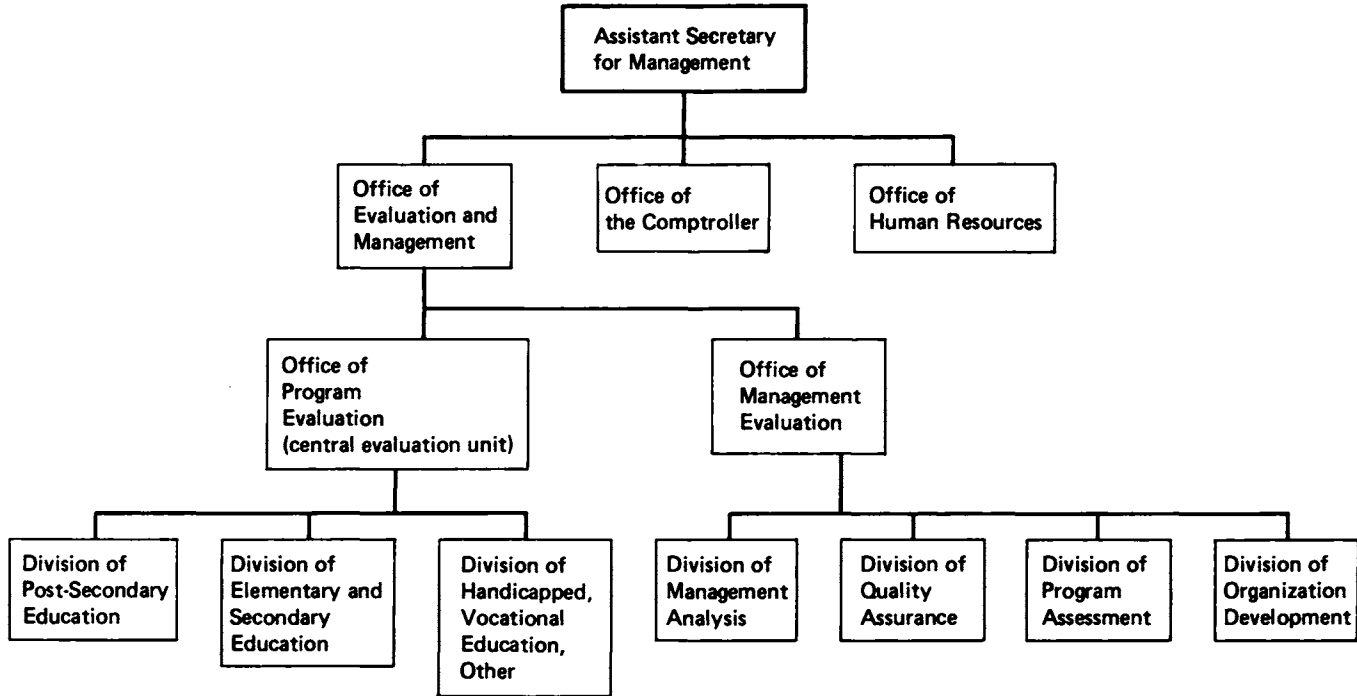 Assistant Secretary
for Management
Office of
Evaluation and
Management
Office of
the Comptroller
Office of
Human Resources
Office of
Program
Evaluation
(central evaluation unit)
Office of
Management
Evaluation
Division of
Post-Secondary
Education
Division of
Elementary and
Secondary
Education
Division of
Handicapped,
Vocational
Education,
Other
Division of
Management
Analysis
Division of
Quality
Assurance
Division of
Program
Assessment
Division of
Organization
Development